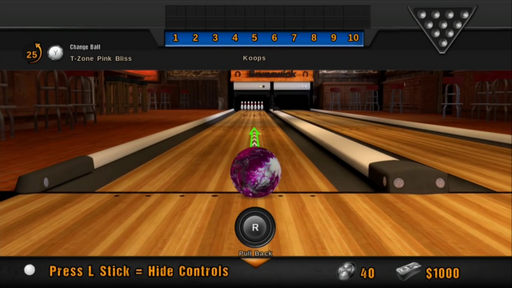 1 2 3 4 5 6 7 8 9 10
Change Ball
25 Y T-Zone Pink Bliss
Koops
R
Pull Back
Press L Stick = Hide Controls
40
$1000